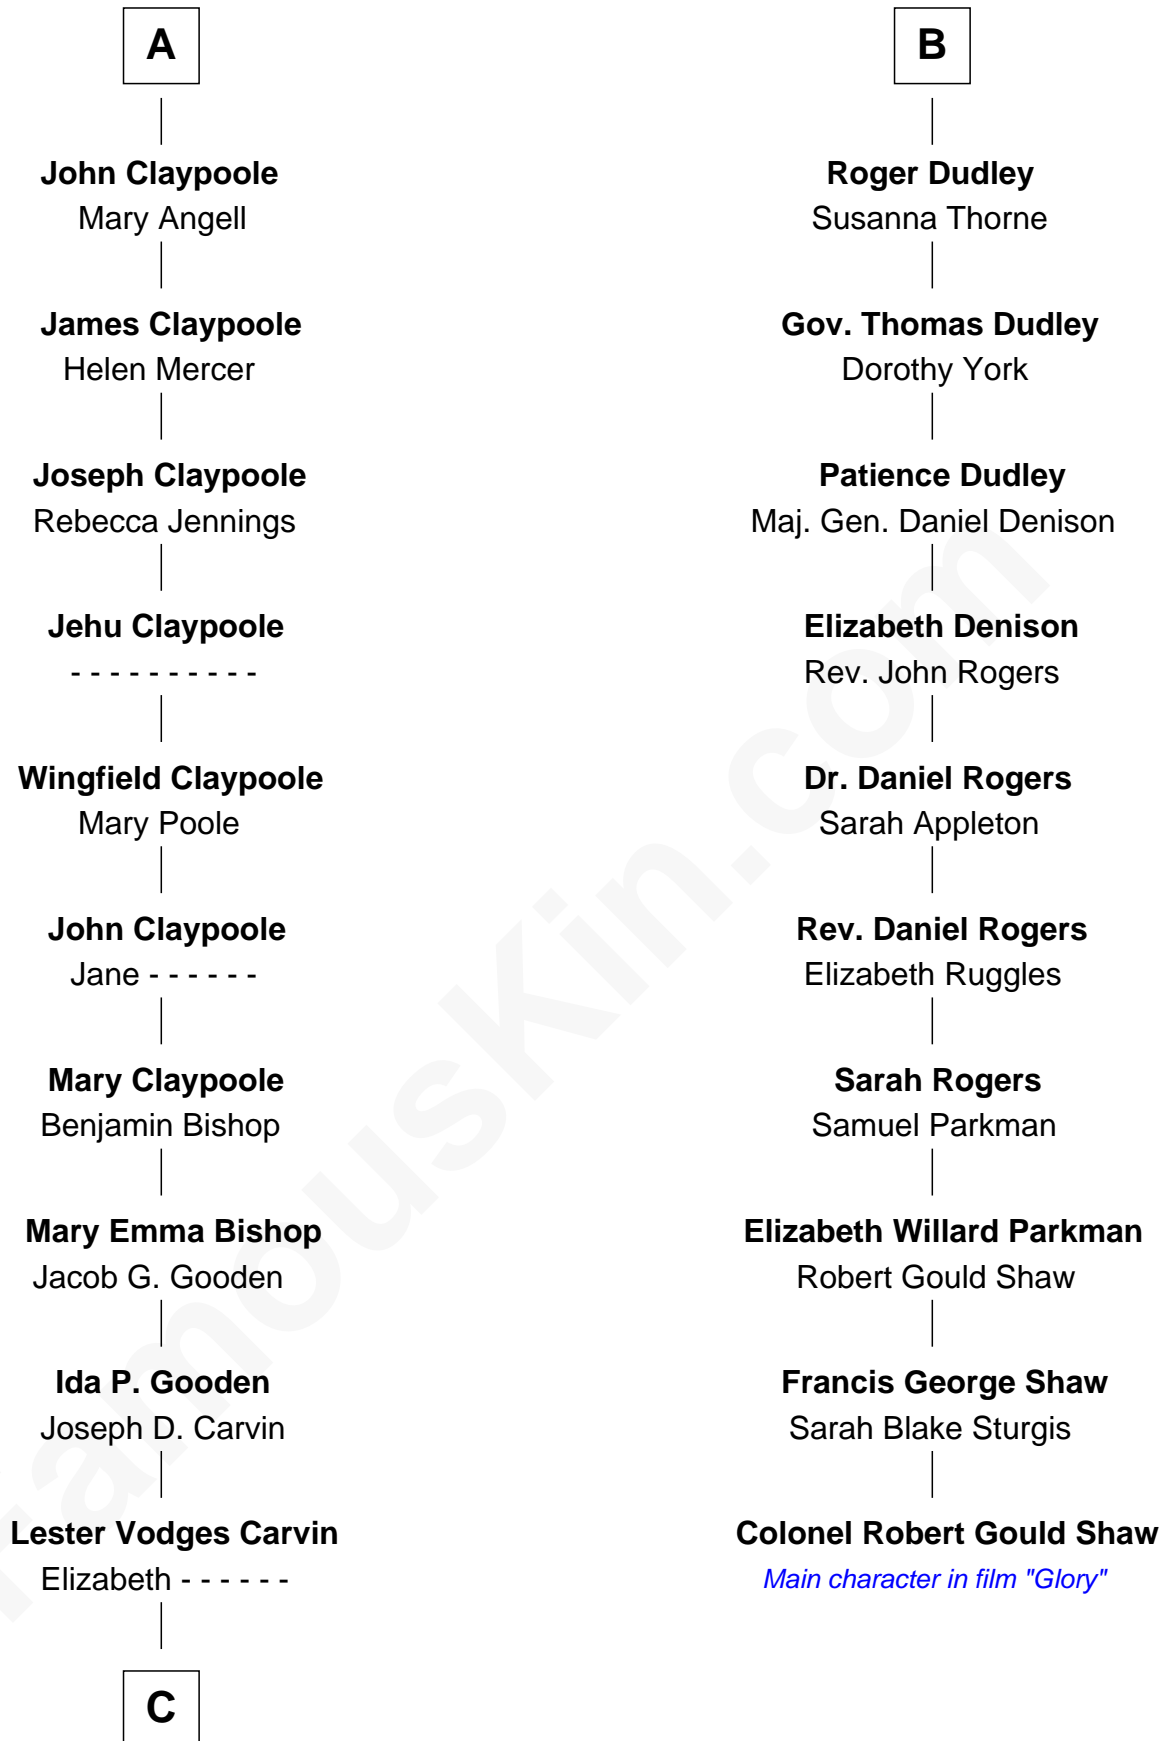 A
John Claypoole
Mary Angell
James Claypoole
Helen Mercer
Joseph Claypoole
Rebecca Jennings
Jehu Claypoole
- - - - - - - - - -
Wingfield Claypoole
Mary Poole
John Claypoole
Jane - - - - - -
Mary Claypoole
Benjamin Bishop
Mary Emma Bishop
Jacob G. Gooden
Ida P. Gooden
Joseph D. Carvin
Lester Vodges Carvin
Elizabeth - - - - - -
C
B
Roger Dudley
Susanna Thorne
Gov. Thomas Dudley
Dorothy York
Patience Dudley
Maj. Gen. Daniel Denison
Elizabeth Denison
Rev. John Rogers
Dr. Daniel Rogers
Sarah Appleton
Rev. Daniel Rogers
Elizabeth Ruggles
Sarah Rogers
Samuel Parkman
Elizabeth Willard Parkman
Robert Gould Shaw
Francis George Shaw
Sarah Blake Sturgis
Colonel Robert Gould Shaw
Main character in film "Glory"
FamousKin.com